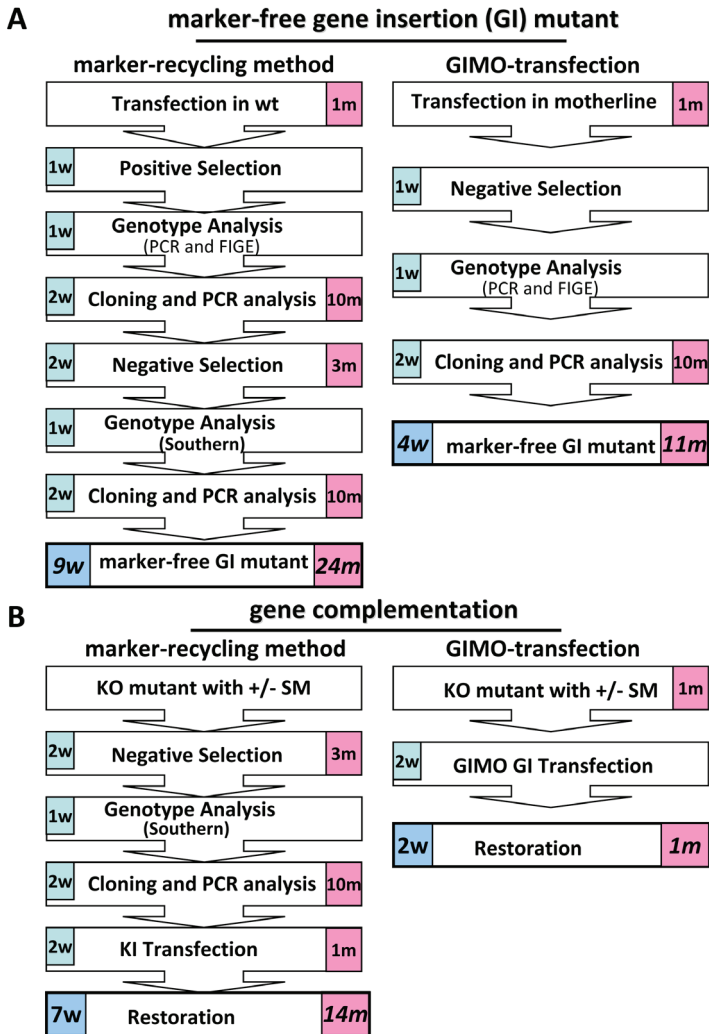 A
marker-free gene insertion (GI) mutant
marker-recycling method
Transfection in wt 1m
1w Positive Selection
1w Genotype Analysis
(PCR and FIGE)
2w Cloning and PCR analysis 10m
2w Negative Selection 3m
1w Genotype Analysis
(Southern)
2w Cloning and PCR analysis 10m
9w marker-free GI mutant 24m
GIMO-transfection
Transfection in motherline 1m
1w Negative Selection
1w Genotype Analysis
(PCR and FIGE)
2w Cloning and PCR analysis 10m
4w marker-free GI mutant 11m
B
gene complementation
marker-recycling method
KO mutant with +/- SM
2w Negative Selection 3m
1w Genotype Analysis
(Southern)
2w Cloning and PCR analysis 10m
2w KI Transfection 1m
7w Restoration 14m
GIMO-transfection
KO mutant with +/- SM 1m
2w GIMO GI Transfection
2w Restoration 1m